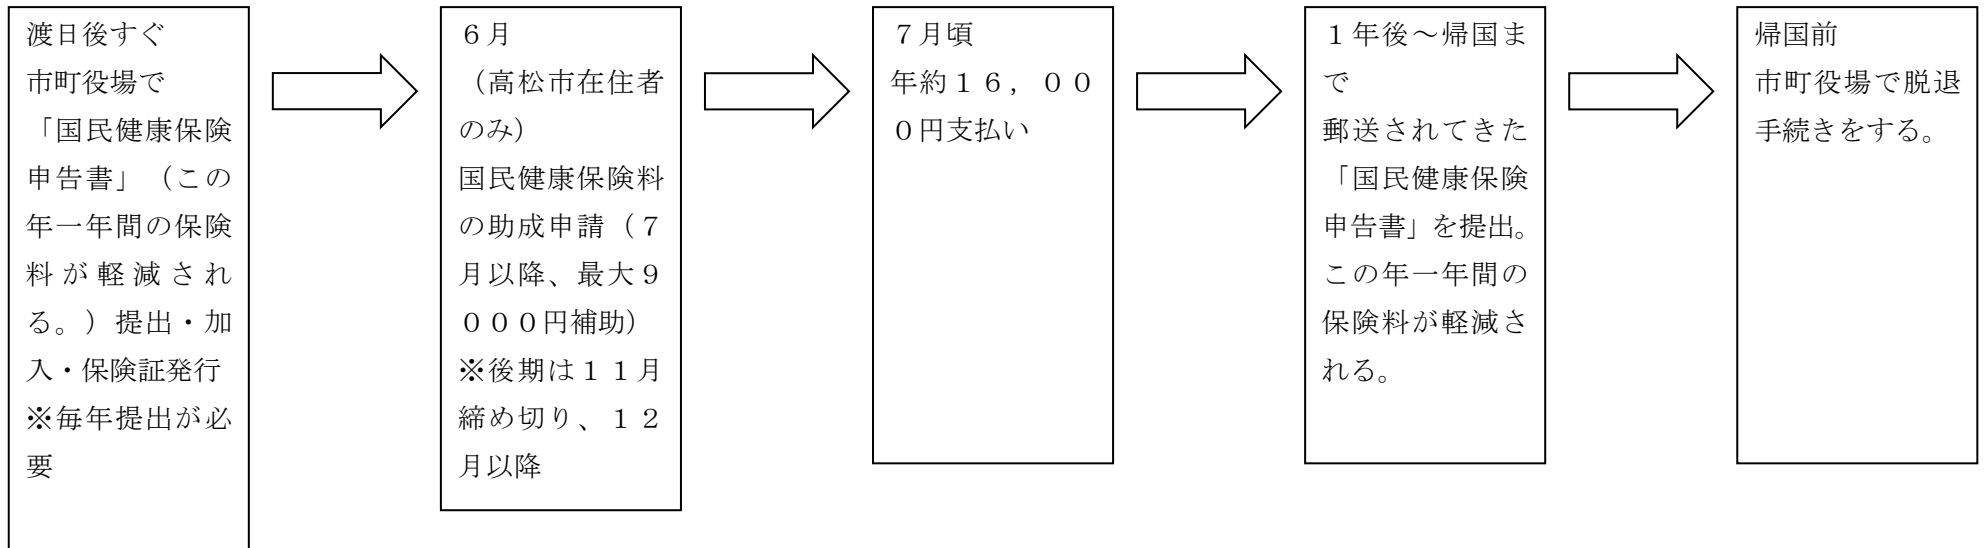 渡日後すぐ
市町役場で
「国民健康保険
申告書」（この
年一年間の保険
料が軽減され
る。）提出・加
入・保険証発行
※毎年提出が必
要
６月
（高松市在住者
のみ）
国民健康保険料
の助成申請（７
月以降、最大９
０００円補助）
※後期は１１月
締め切り、１２
月以降
７月頃
年約１６，００
０円支払い
１年後～帰国ま
で
郵送されてきた
「国民健康保険
申告書」を提出。
この年一年間の
保険料が軽減さ
れる。
帰国前
市町役場で脱退
手続きをする。